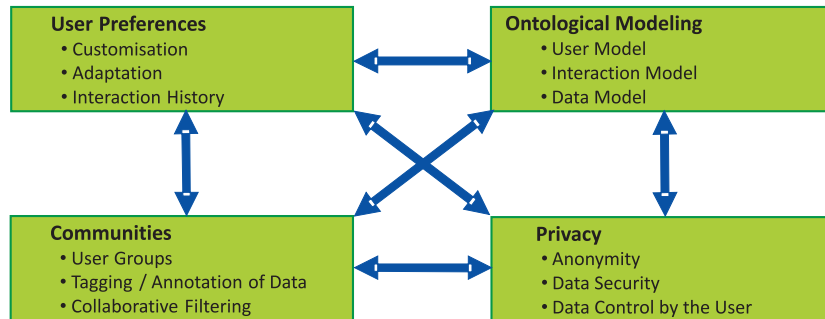 User Preferences
• Customisation
• Adaptation
• Interaction History
Ontological Modeling
• User Model
• Interaction Model
• Data Model
Communities
• User Groups
• Tagging / Annotation of Data
• Collaborative Filtering
Privacy
• Anonymity
• Data Security
• Data Control by the User